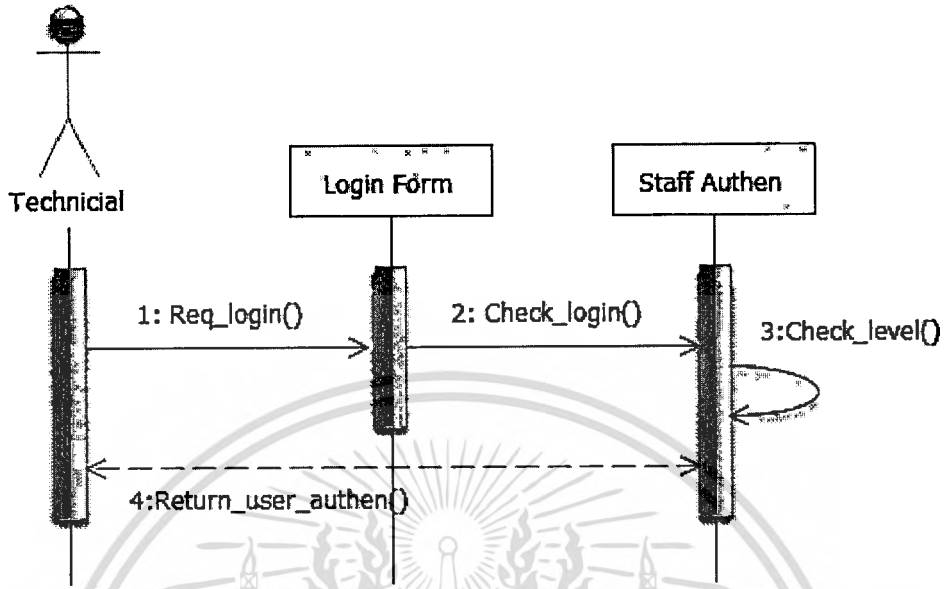 Technicial
Login Form
Staff Authen
1: Req_login()
2: Check_login()
3:Check_level()
4:Return_user_authen()